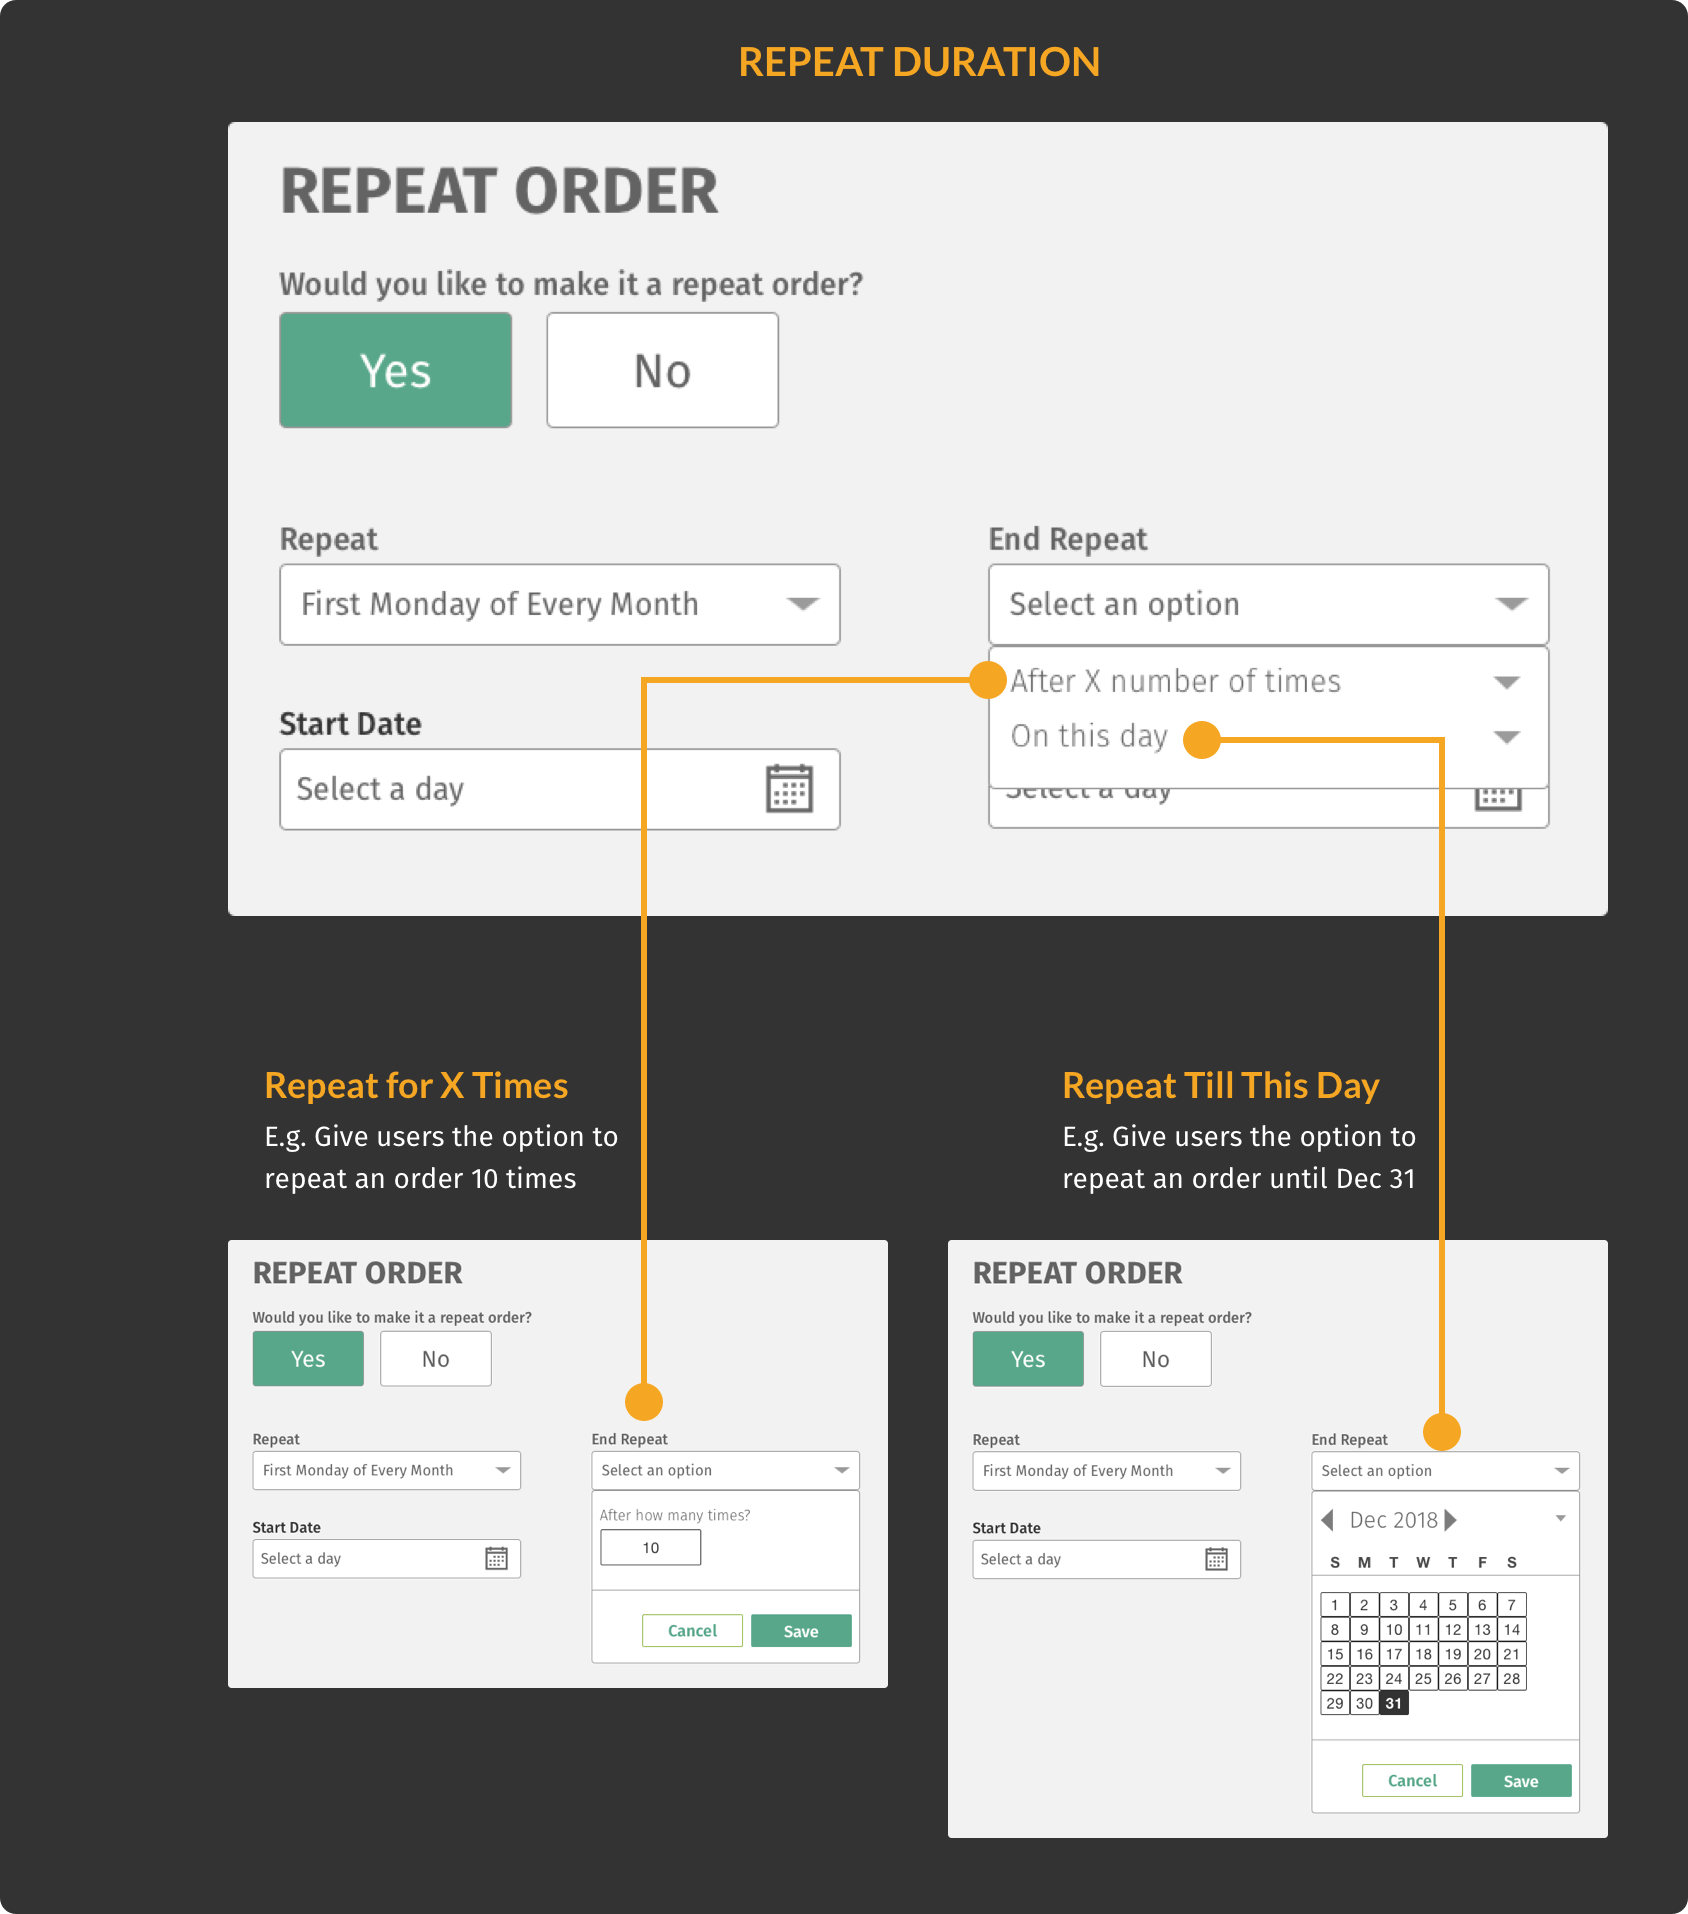 REPEAT DURATION
REPEAT ORDER
Would you like to make it a repeat order?
Yes No
Repeat
First Monday of Every Month
Start Date
Select a day
End Repeat
Select an option
After X number of times
On this day
Select a day
Repeat for X Times
E.g. Give users the option to
repeat an order 10 times
REPEAT ORDER
Would you like to make it a repeat order?
Yes No
Repeat
First Monday of Every Month
Start Date
Select a day
End Repeat
Select an option
After how many times?
10
Cancel Save
Repeat Till This Day
E.g. Give users the option to
repeat an order until Dec 31
REPEAT ORDER
Would you like to make it a repeat order?
Yes No
Repeat
First Monday of Every Month
Start Date
Select a day
End Repeat
Select an option
Dec 2018
S M T W T F S
1 2 3 4 5 6 7
8 9 10 11 12 13 14
15 16 17 18 19 20 21
22 23 24 25 26 27 28
29 30 31
Cancel Save